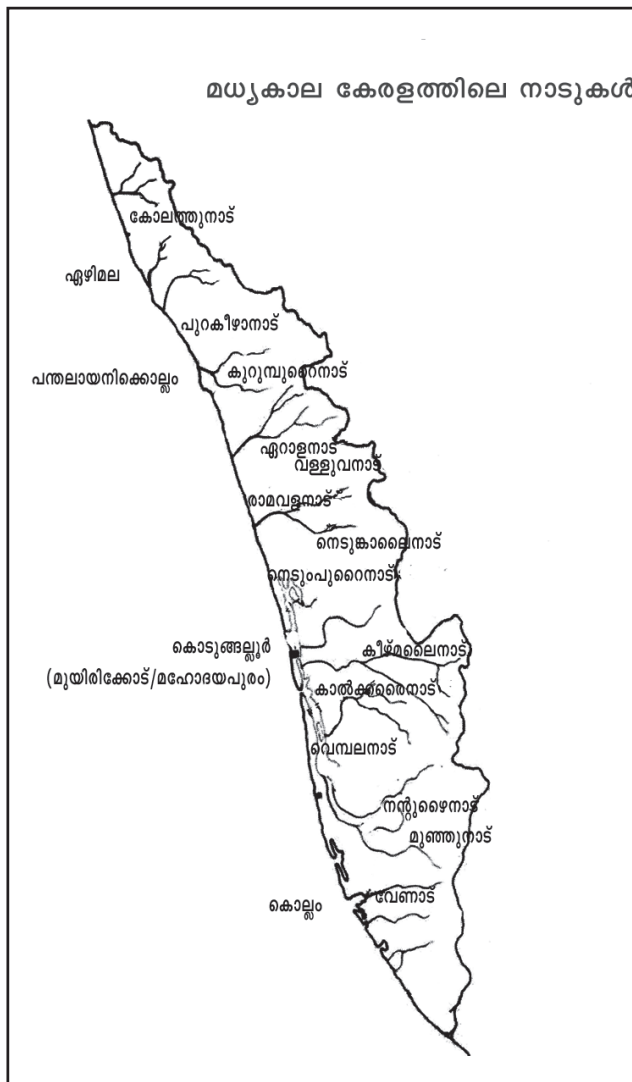 മധ്യകാല കേരളത്തിലെ നാടുകൾ
കോലത്തുനാട്
ഏഴിമല
പുറകീഴാനാട്
കുറുമ്പുറൈനാട്
പന്തലായനിക്കൊല്ലം
ഏറാളനാട്
വള്ളുവനാട്
രാമവളനാട്
നെടുങ്കാലൈനാട്
നെടുംപുറൈനാട്
കൊടുങ്ങല്ലൂർ
കീഴ്മലൈനാട്
(മുയിരിക്കോട്/മഹോദയപുരം)
കാൽക്കരൈനാട്
വെമ്പലനാട്
നന്റുഴൈനാട്
മുഞ്ഞുനാട്
വേണാട്
കൊല്ലം